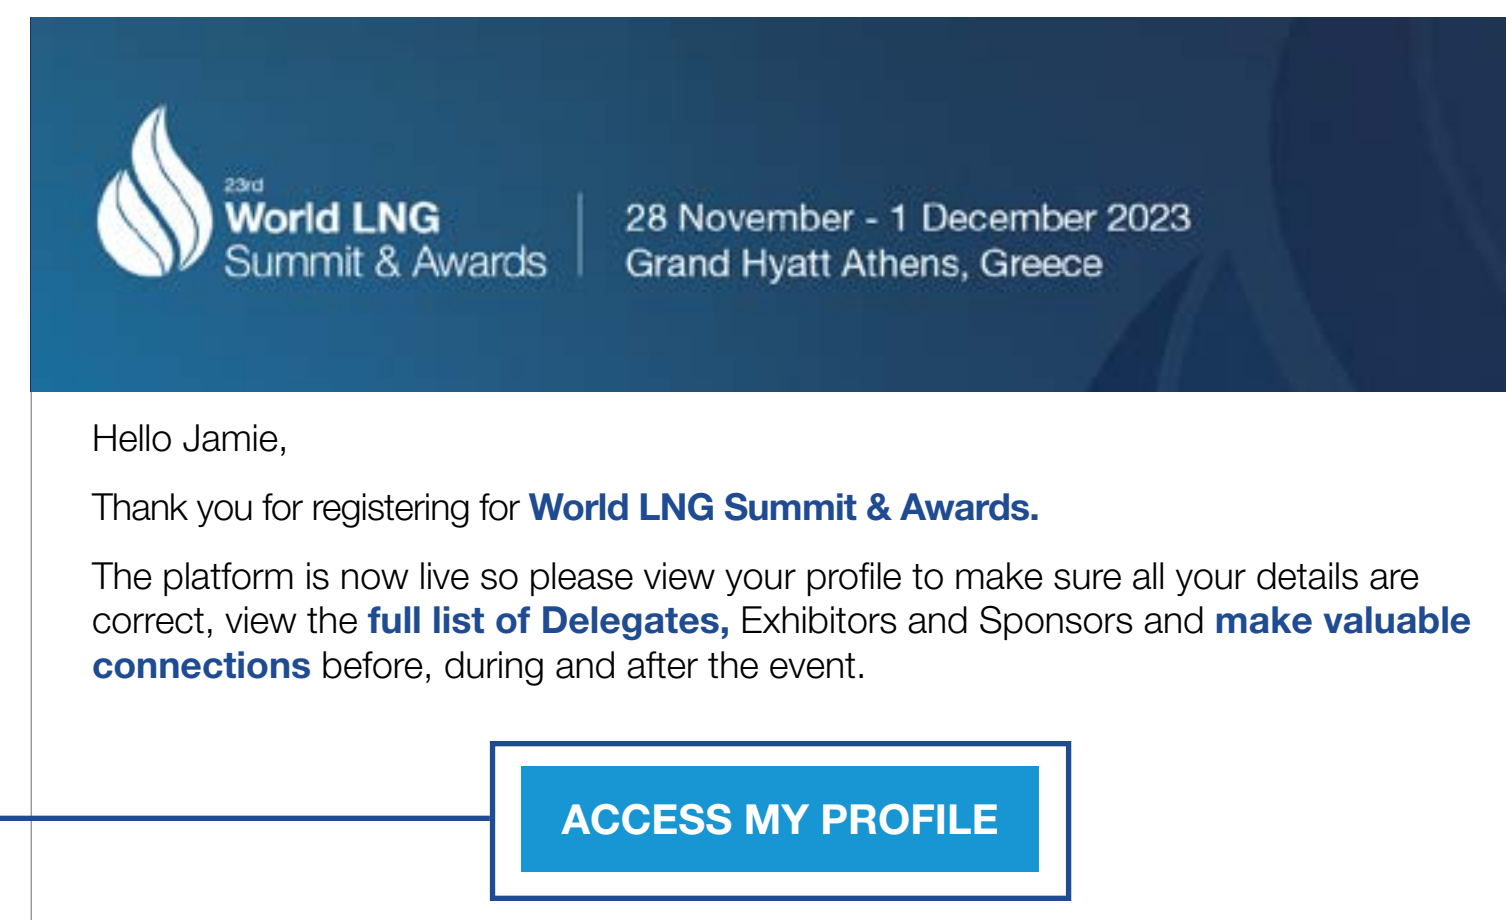 23rd
World LNG
Summit & Awards
28 November - 1 December 2023
Grand Hyatt Athens, Greece
Hello Jamie,
Thank you for registering for World LNG Summit & Awards.
The platform is now live so please view your profile to make sure all your details are
correct, view the full list of Delegates, Exhibitors and Sponsors and make valuable
connections before, during and after the event.
ACCESS MY PROFILE